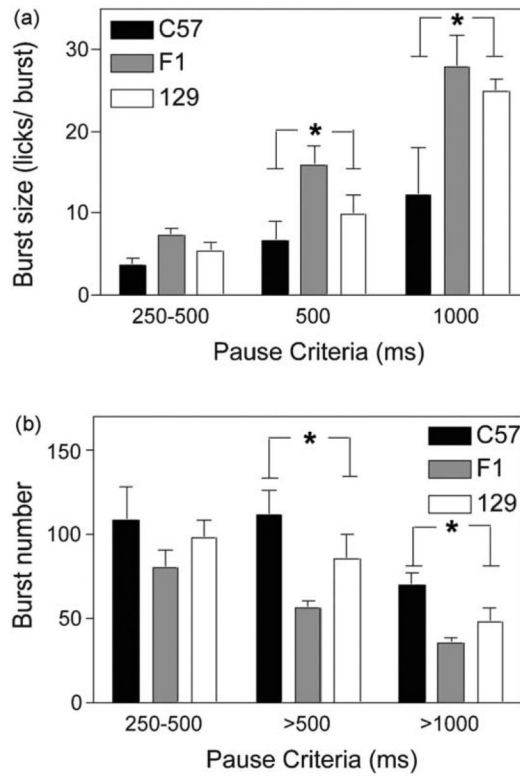 (a)
C57
F1
129
*
*
Burst size (licks/ burst)
30
20
10
0
250-500 500 1000
Pause Criteria (ms)
(b)
C57
F1
129
*
*
Burst number
150
100
50
0
250-500 >500 >1000
Pause Criteria (ms)